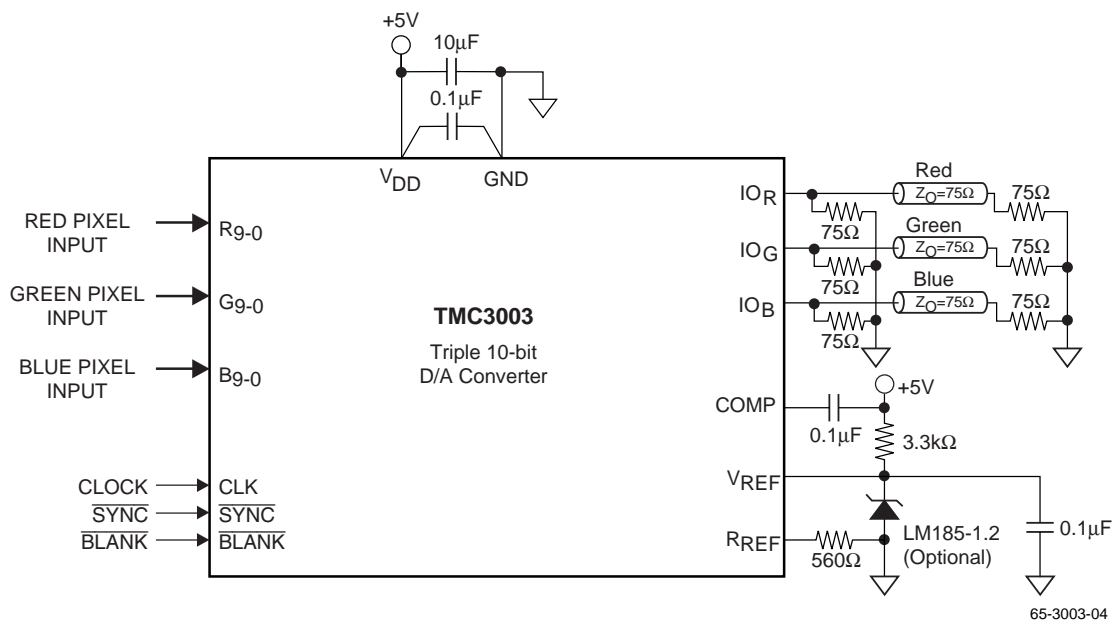 +5V
10μF
0.1μF
VDD
GND
RED PIXEL
INPUT
R9-0
GREEN PIXEL
INPUT
G9-0
BLUE PIXEL
INPUT
B9-0
CLOCK
CLK
SYNC
SYNC
BLANK
BLANK
TMC3003
Triple 10-bit
D/A Converter
IOR
75Ω
Red
ZO=75Ω
75Ω
IOG
75Ω
Green
ZO=75Ω
75Ω
IOB
75Ω
Blue
ZO=75Ω
75Ω
+5V
COMP
0.1μF
3.3kΩ
VREF
LM185-1.2
(Optional)
0.1μF
RREF
560Ω
65-3003-04